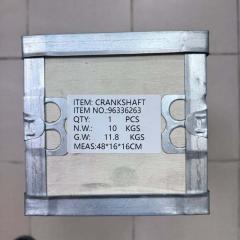 ITEM: CRANKSHAFT
ITEM NO.:96336263
QTY: 1 PCS
N.W.: 10 KGS
G.W.: 11.8 KGS
MEAS:48*16*16CM